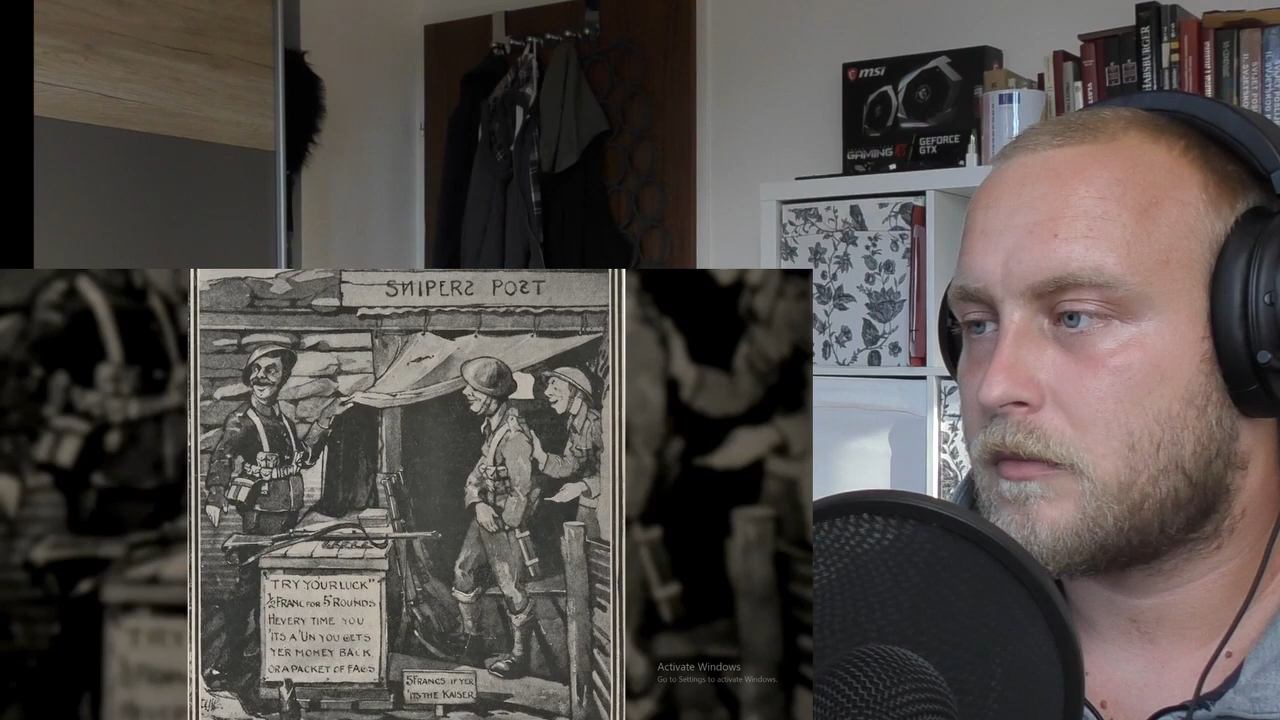 msi
GEFORCE
GTX
GAMING
HABSBURGER
SNIPERS POST
"TRY YOUR LUCK"
½ FRANC FOR 5 ROUNDS
HEVERY TIME YOU
'ITS A 'UN YOU GETS
YER MONEY BACK
OR A PACKET OF FAGS
5 FRANCS IF YER
'ITS THE KAISER
Activate Windows
Go to Settings to activate Windows.